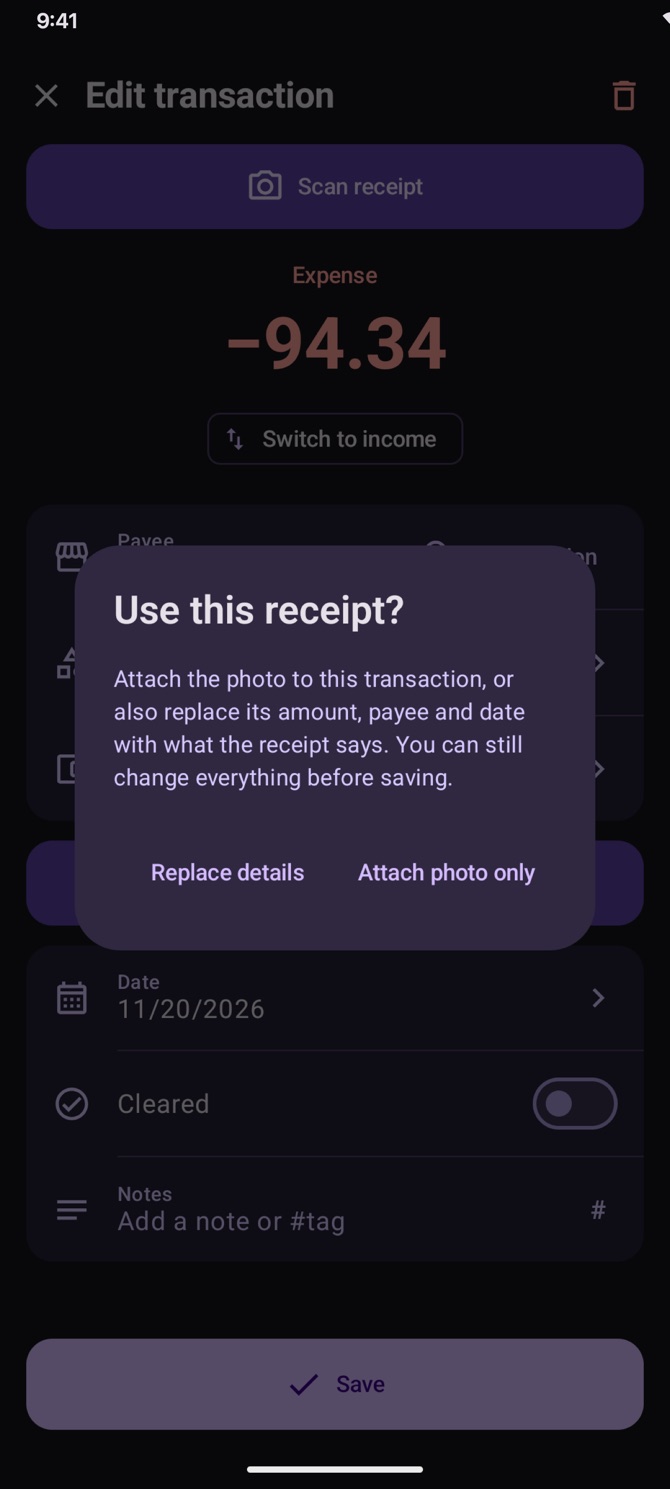 9:41
Edit transaction
Scan receipt
Expense
−94.34
Switch to income
Payee
Use this receipt?
Attach the photo to this transaction, or
also replace its amount, payee and date
with what the receipt says. You can still
change everything before saving.
Replace details
Attach photo only
Date
11/20/2026
Cleared
Notes
Add a note or #tag
#
Save